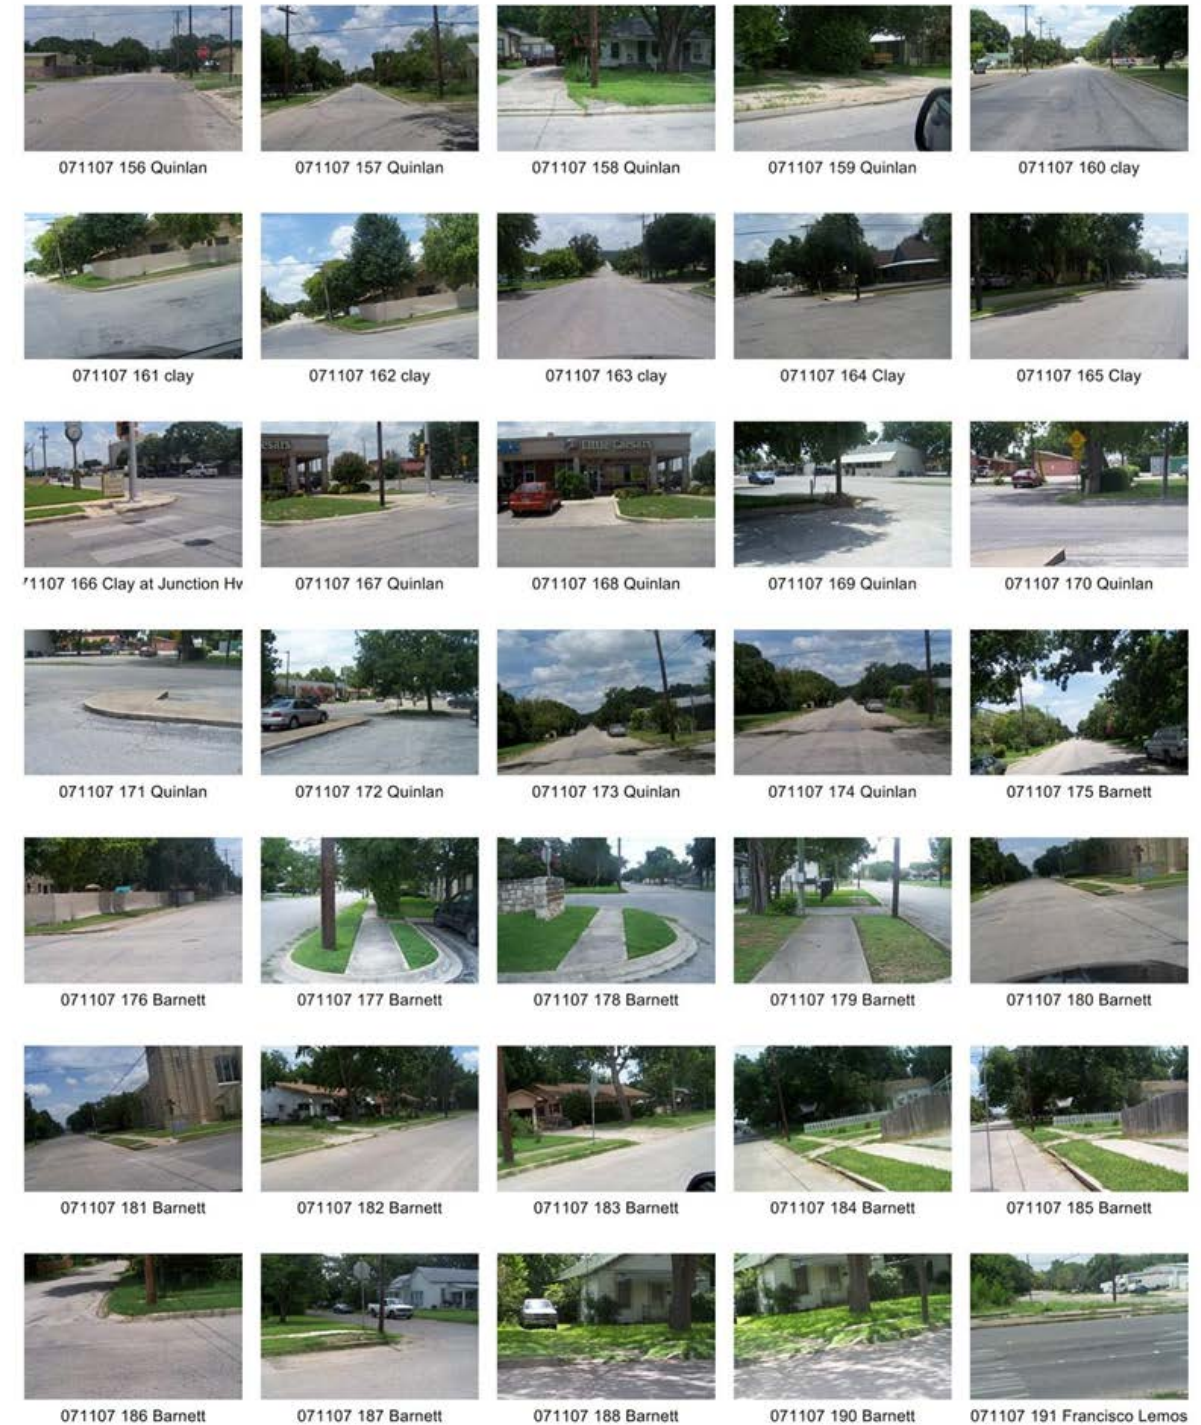 071107 156 Quinlan
071107 157 Quinlan
071107 158 Quinlan
071107 159 Quinlan
071107 160 clay
071107 161 clay
071107 162 clay
071107 163 clay
071107 164 Clay
071107 165 Clay
71107 166 Clay at Junction Hw
Little Caesars
071107 167 Quinlan
071107 168 Quinlan
071107 169 Quinlan
071107 170 Quinlan
071107 171 Quinlan
071107 172 Quinlan
071107 173 Quinlan
071107 174 Quinlan
071107 175 Barnett
071107 176 Barnett
071107 177 Barnett
071107 178 Barnett
071107 179 Barnett
071107 180 Barnett
071107 181 Barnett
071107 182 Barnett
071107 183 Barnett
071107 184 Barnett
071107 185 Barnett
071107 186 Barnett
071107 187 Barnett
071107 188 Barnett
071107 190 Barnett
071107 191 Francisco Lemos